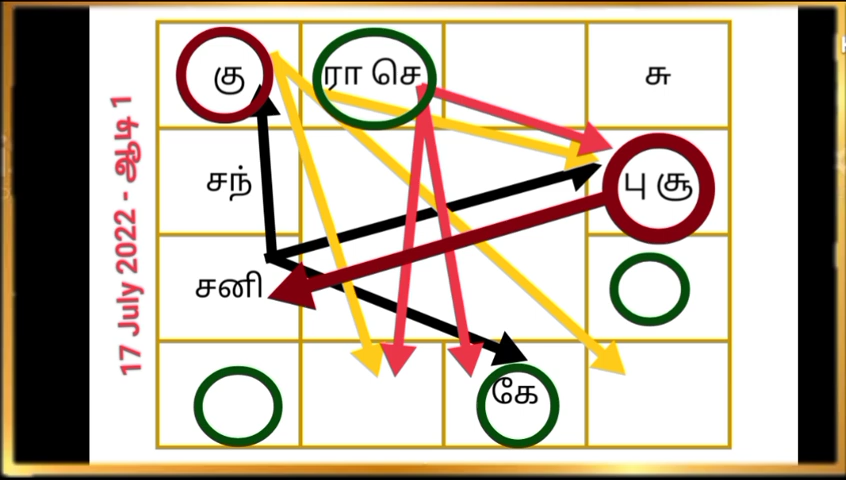 17 July 2022 - ஆடி 1
கு
ரா செ
சு
சந்
பு சூ
சனி
கே